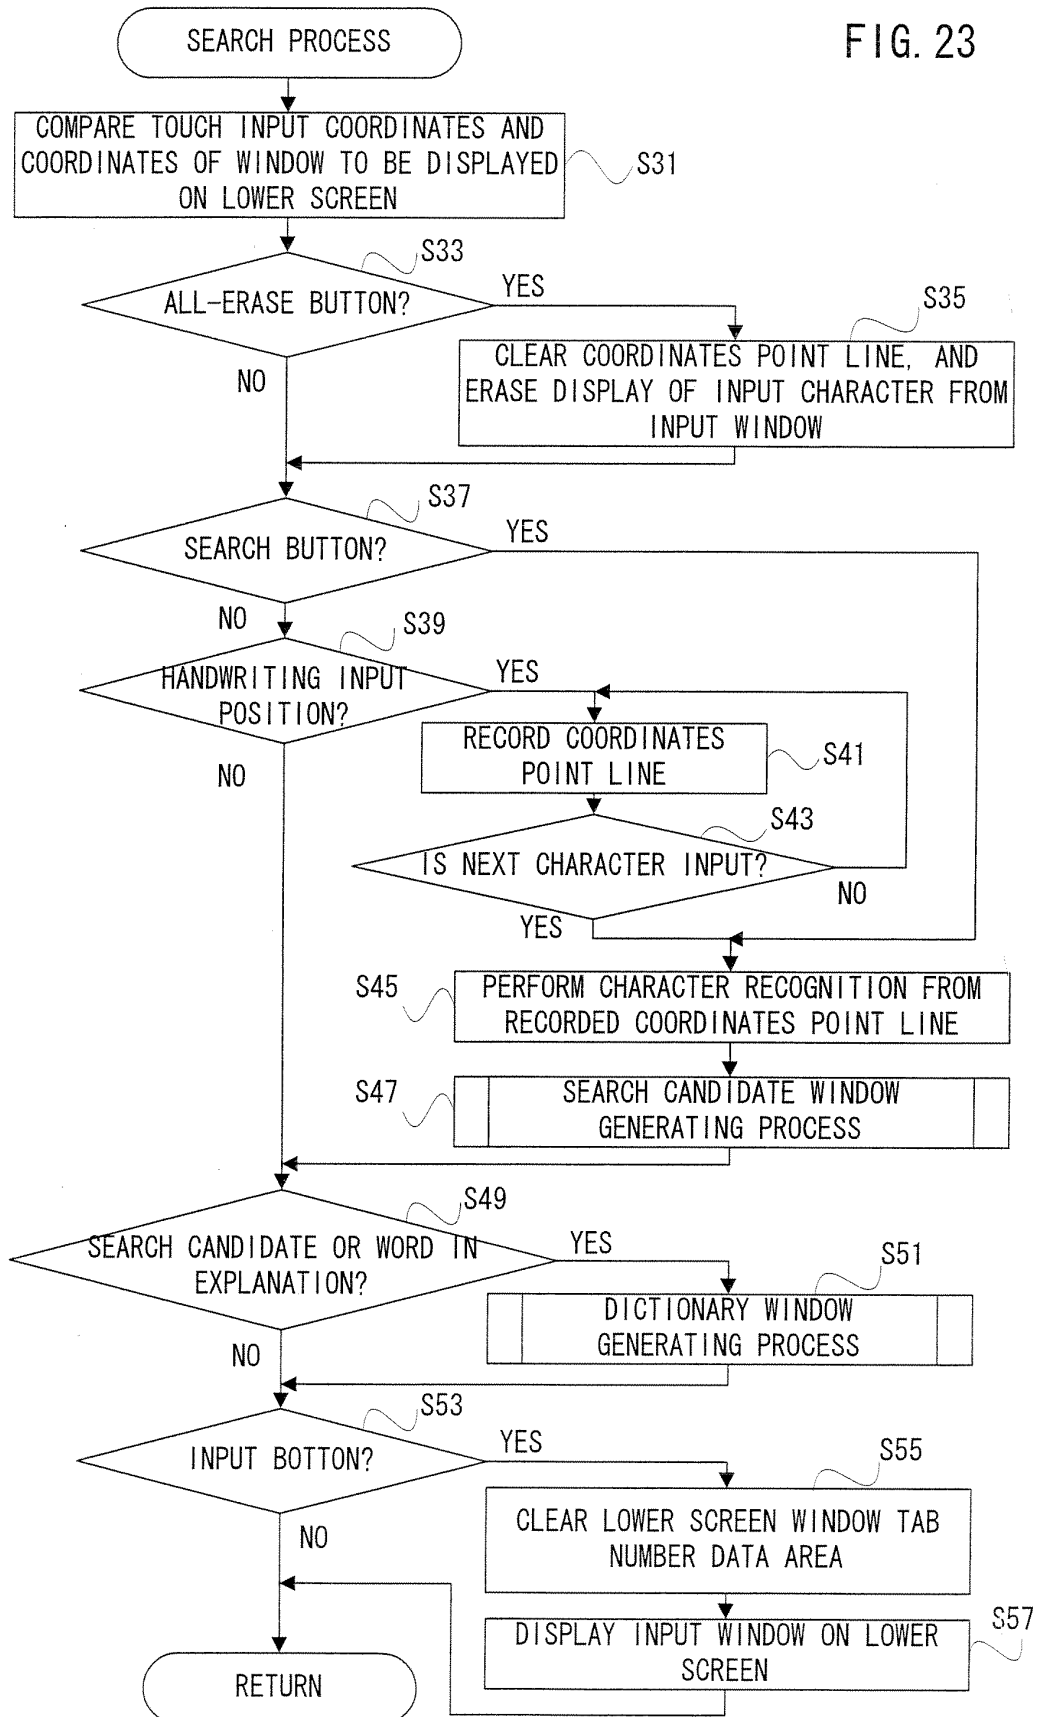 FIG. 23
SEARCH PROCESS
COMPARE TOUCH INPUT COORDINATES AND
COORDINATES OF WINDOW TO BE DISPLAYED
ON LOWER SCREEN
S31
S33
ALL-ERASE BUTTON?
YES
NO
S35
CLEAR COORDINATES POINT LINE, AND
ERASE DISPLAY OF INPUT CHARACTER FROM
INPUT WINDOW
S37
SEARCH BUTTON?
YES
NO
S39
HANDWRITING INPUT
POSITION?
YES
NO
RECORD COORDINATES
POINT LINE
S41
S43
IS NEXT CHARACTER INPUT?
NO
YES
S45
PERFORM CHARACTER RECOGNITION FROM
RECORDED COORDINATES POINT LINE
S47
SEARCH CANDIDATE WINDOW
GENERATING PROCESS
S49
SEARCH CANDIDATE OR WORD IN
EXPLANATION?
YES
NO
S51
DICTIONARY WINDOW
GENERATING PROCESS
S53
INPUT BOTTON?
YES
NO
S55
CLEAR LOWER SCREEN WINDOW TAB
NUMBER DATA AREA
S57
DISPLAY INPUT WINDOW ON LOWER
SCREEN
RETURN